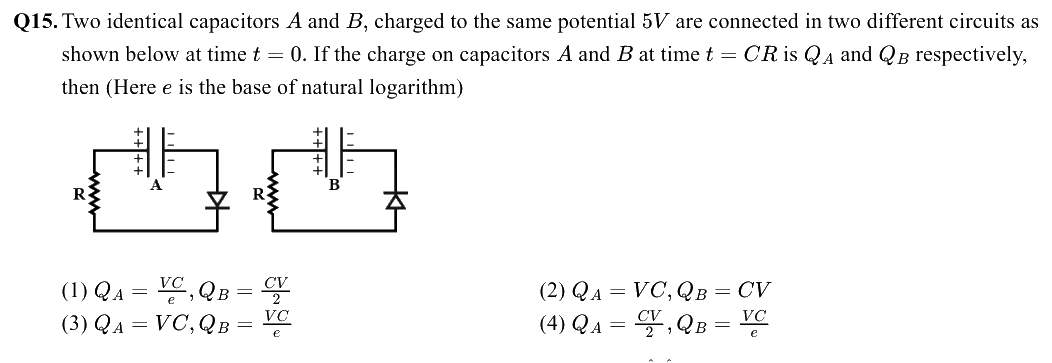 Q15. Two identical capacitors A and B, charged to the same potential 5V are connected in two different circuits as
shown below at time t = 0. If the charge on capacitors A and B at time t = CR is Q_A and Q_B respectively,
then (Here e is the base of natural logarithm)
+ + + + - - - - + + + + - - - -
A B
R R
(1) Q_A = VC/e, Q_B = CV/2 (2) Q_A = VC, Q_B = CV
(3) Q_A = VC, Q_B = VC/e (4) Q_A = CV/2, Q_B = VC/e